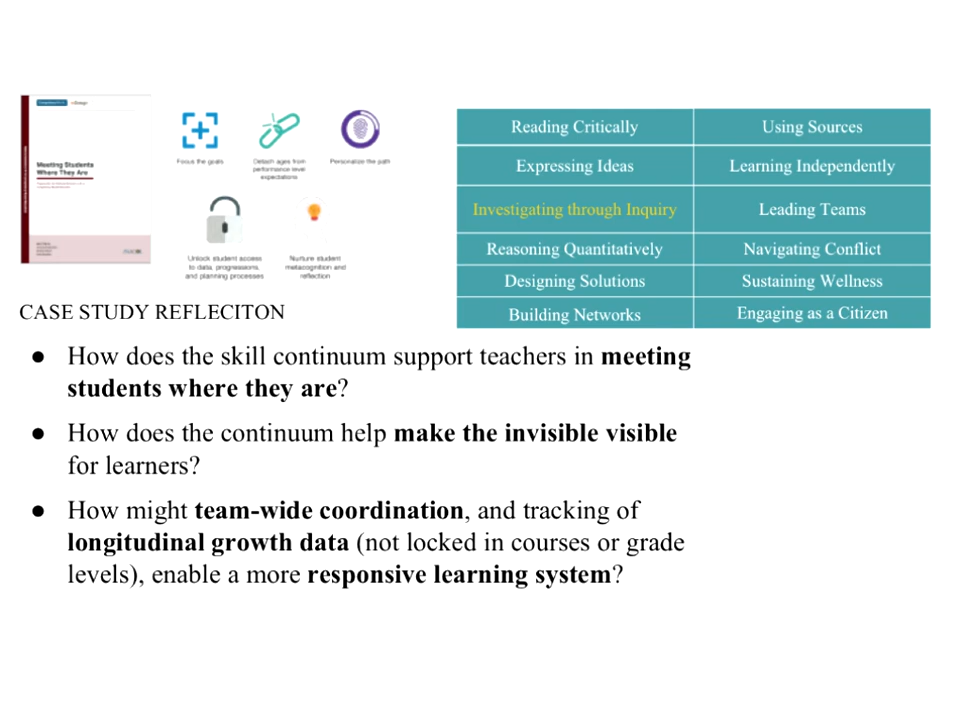 Meeting Students
Where They Are
Focus the goals
Detach ages from
performance level
expectations
Personalize the path
Unlock student access
to data, progressions,
and planning processes
Nurture student
metacognition and
reflection
Reading Critically
Using Sources
Expressing Ideas
Learning Independently
Investigating through Inquiry
Leading Teams
Reasoning Quantitatively
Navigating Conflict
Designing Solutions
Sustaining Wellness
Building Networks
Engaging as a Citizen
CASE STUDY REFLECITON
● How does the skill continuum support teachers in meeting
students where they are?
● How does the continuum help make the invisible visible
for learners?
● How might team-wide coordination, and tracking of
longitudinal growth data (not locked in courses or grade
levels), enable a more responsive learning system?